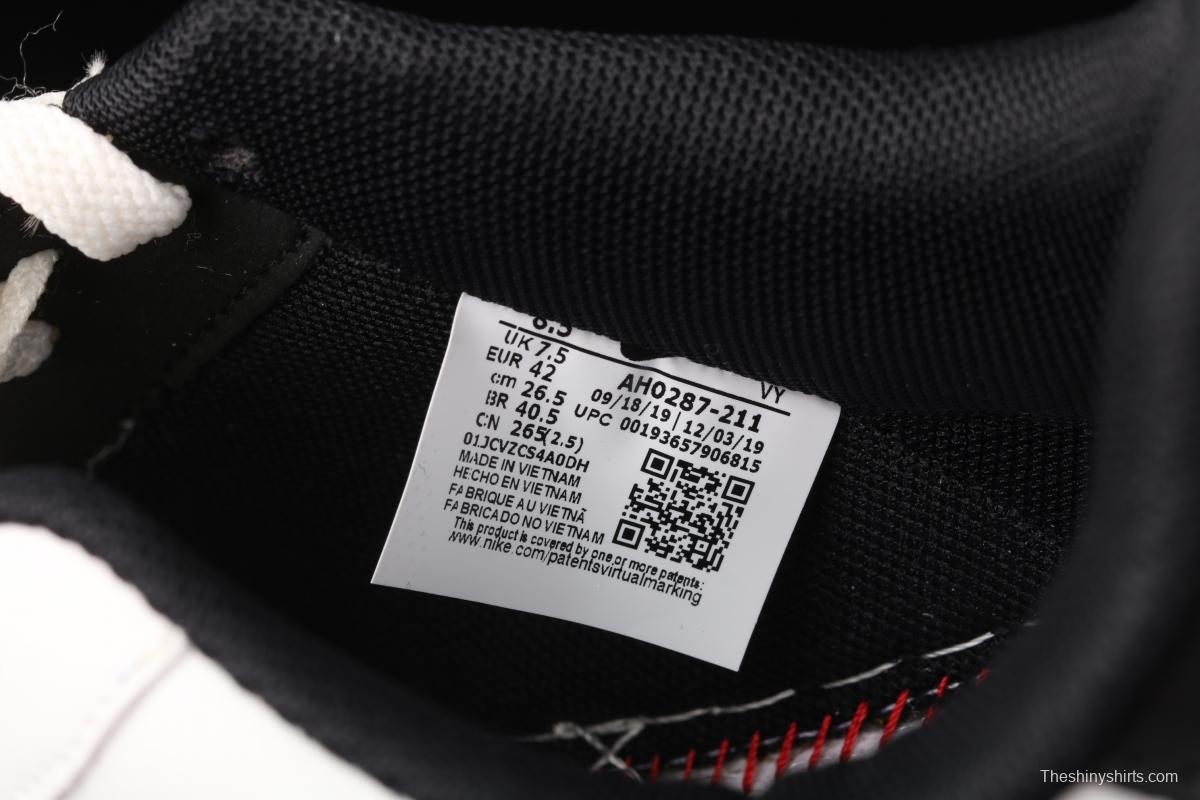 8.5
UK 7.5
EUR 42
cm 26.5
BR 40.5
CN 265(2.5)
VY
AH0287-211
09/18/19 | 12/03/19
UPC 00193657906815
01JCVZCS4A0DH
MADE IN VIETNAM
HECHO EN VIETNAM
FABRIQUE AU VIETNÃ
FABRICADO NO VIETNAM
This product is covered by one or more patents:
www.nike.com/patentsvirtualmarking
Theshinyshirts.com